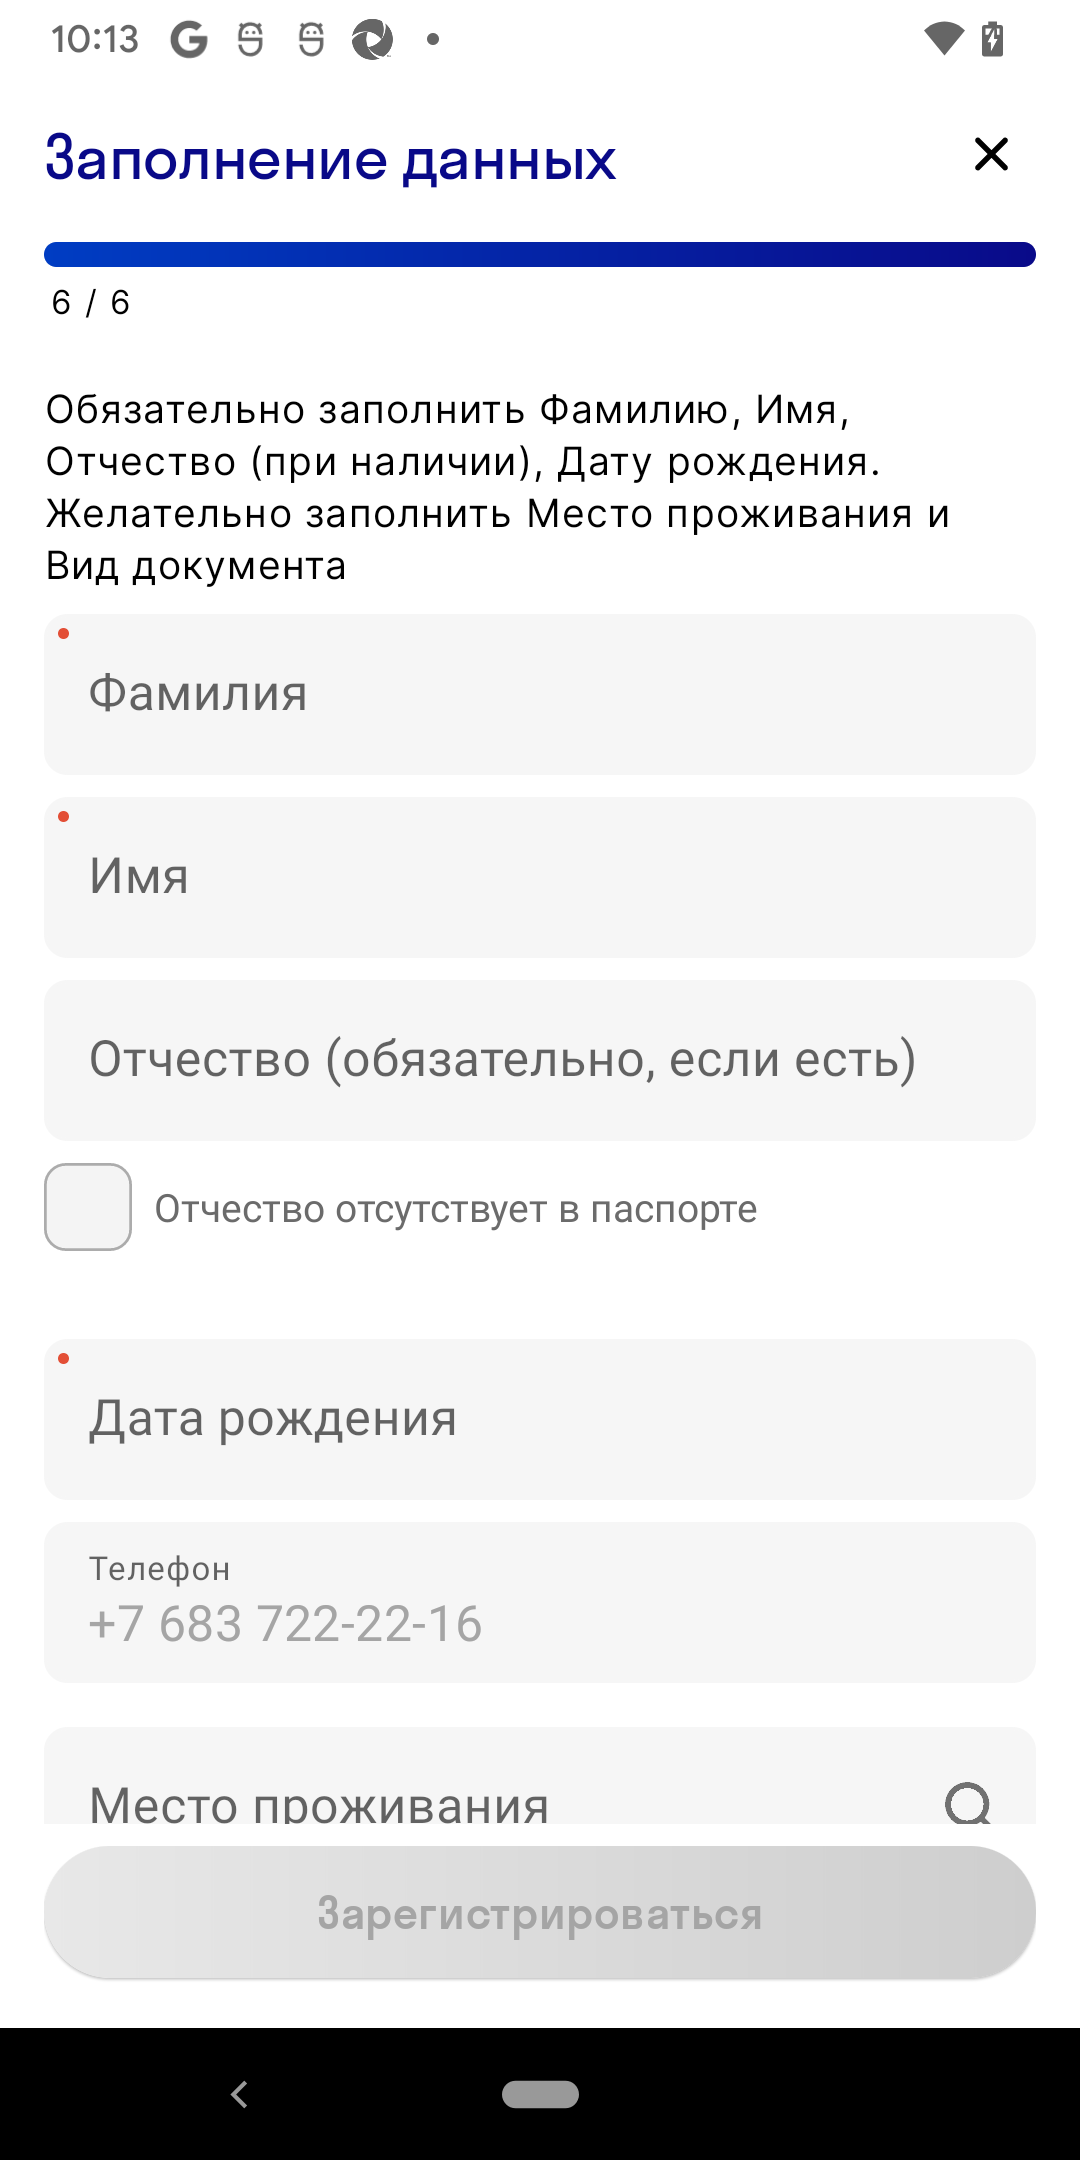 10:13
Заполнение данных
6 / 6
Обязательно заполнить Фамилию, Имя,
Отчество (при наличии), Дату рождения.
Желательно заполнить Место проживания и
Вид документа
Фамилия
Имя
Отчество (обязательно, если есть)
Отчество отсутствует в паспорте
Дата рождения
Телефон
+7 683 722-22-16
Место проживания
Зарегистрироваться